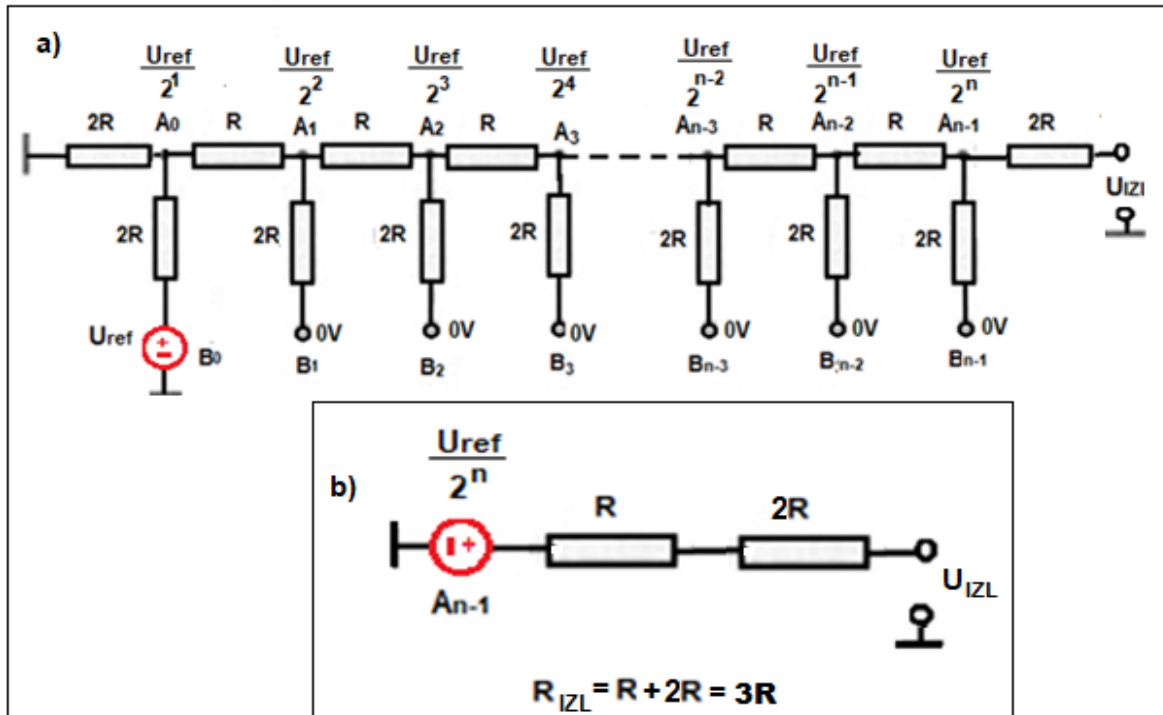 a)
Uref Uref Uref Uref Uref Uref Uref
2^1 2^2 2^3 2^4 2^n-2 2^n-1 2^n
2R A0 R A1 R A2 R A3 An-3 R An-2 R An-1 2R
UIZL
2R 2R 2R 2R 2R 2R 2R
Uref + − B0 0V 0V 0V 0V 0V 0V
B1 B2 B3 Bn-3 B:n-2 Bn-1
b)
Uref
2^n
R 2R
− +
An-1
UIZL
RIZL = R + 2R = 3R